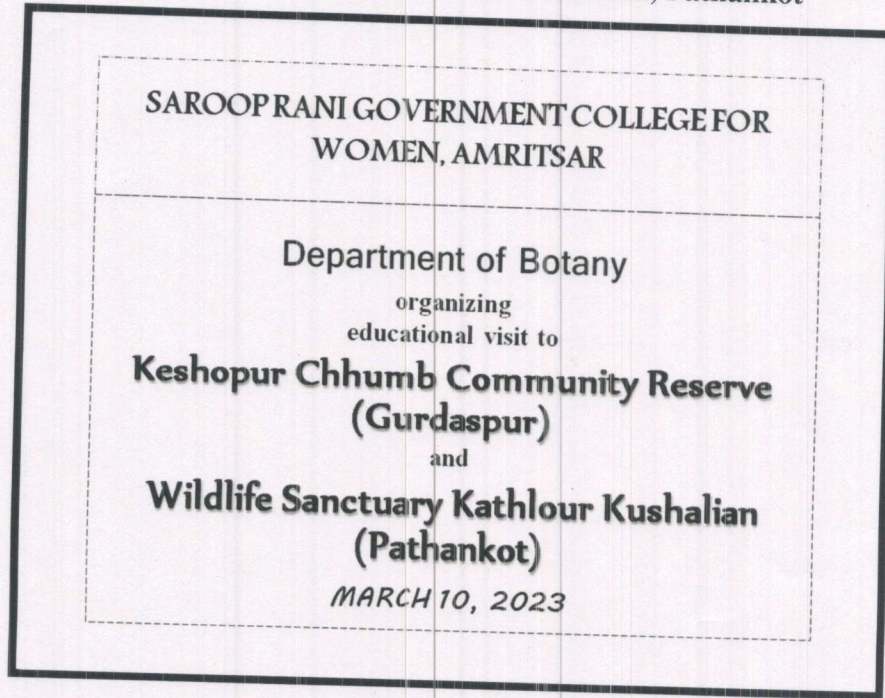 Pathankot
SAROOP RANI GOVERNMENT COLLEGE FOR
WOMEN, AMRITSAR
Department of Botany
organizing
educational visit to
Keshopur Chhumb Community Reserve
(Gurdaspur)
and
Wildlife Sanctuary Kathlour Kushalian
(Pathankot)
MARCH 10, 2023